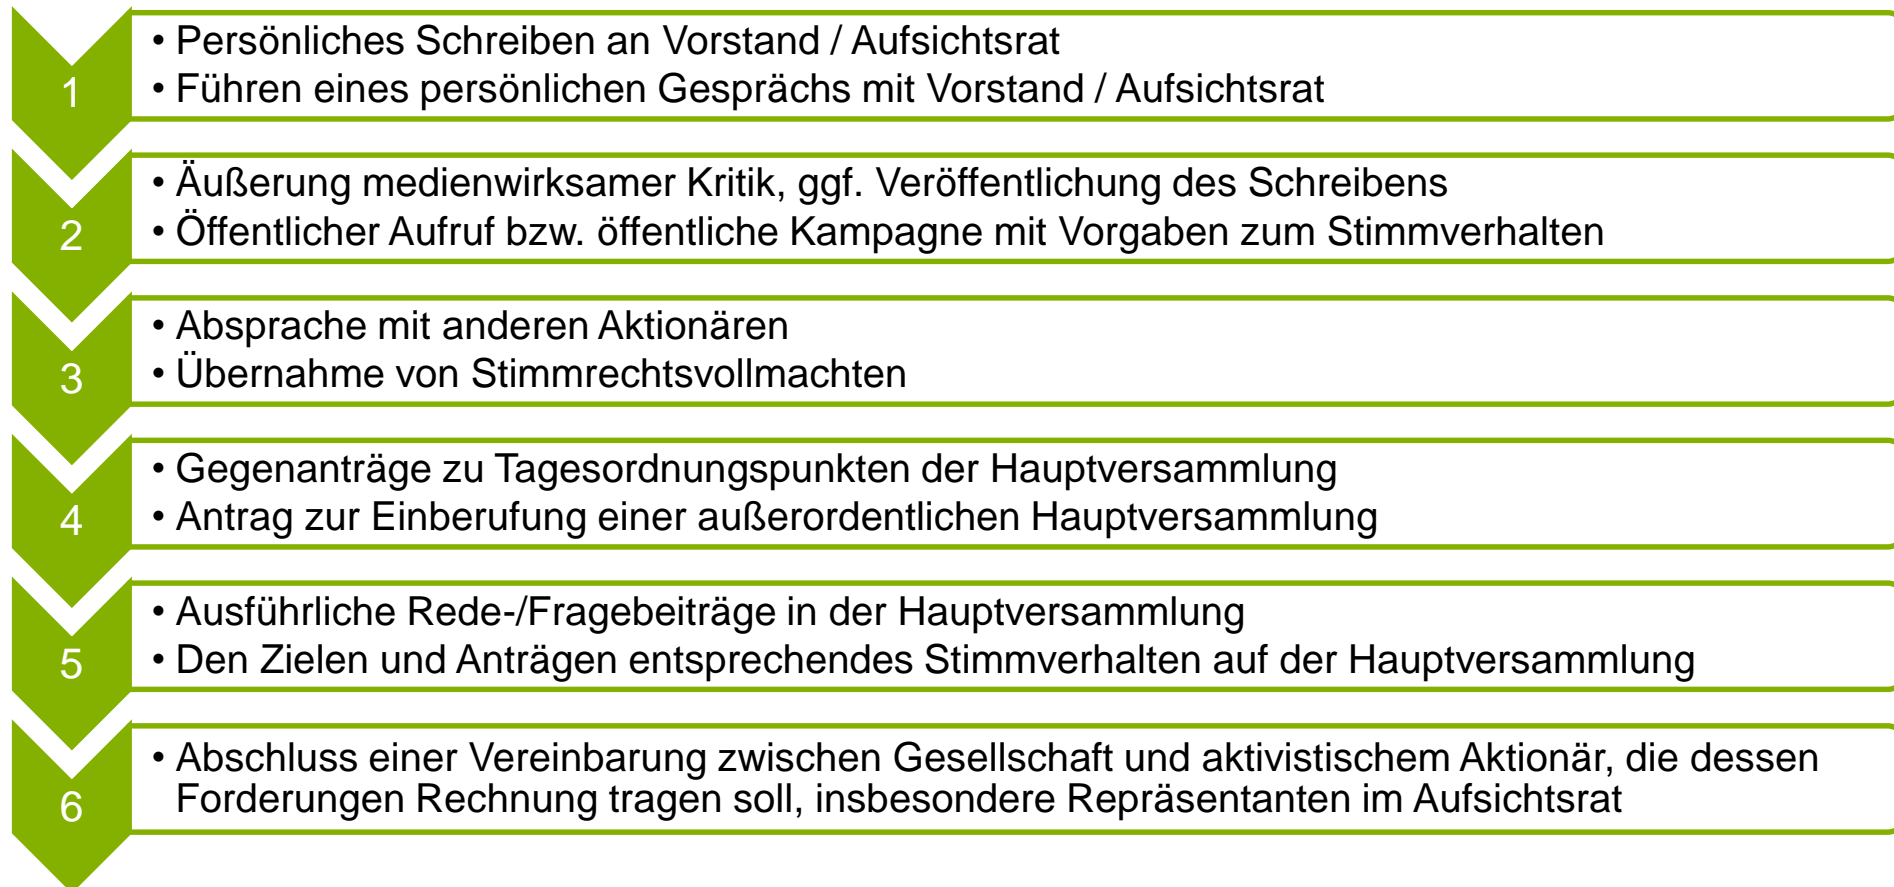 1
• Persönliches Schreiben an Vorstand / Aufsichtsrat
• Führen eines persönlichen Gesprächs mit Vorstand / Aufsichtsrat
2
• Äußerung medienwirksamer Kritik, ggf. Veröffentlichung des Schreibens
• Öffentlicher Aufruf bzw. öffentliche Kampagne mit Vorgaben zum Stimmverhalten
3
• Absprache mit anderen Aktionären
• Übernahme von Stimmrechtsvollmachten
4
• Gegenanträge zu Tagesordnungspunkten der Hauptversammlung
• Antrag zur Einberufung einer außerordentlichen Hauptversammlung
5
• Ausführliche Rede-/Fragebeiträge in der Hauptversammlung
• Den Zielen und Anträgen entsprechendes Stimmverhalten auf der Hauptversammlung
6
• Abschluss einer Vereinbarung zwischen Gesellschaft und aktivistischem Aktionär, die dessen
Forderungen Rechnung tragen soll, insbesondere Repräsentanten im Aufsichtsrat